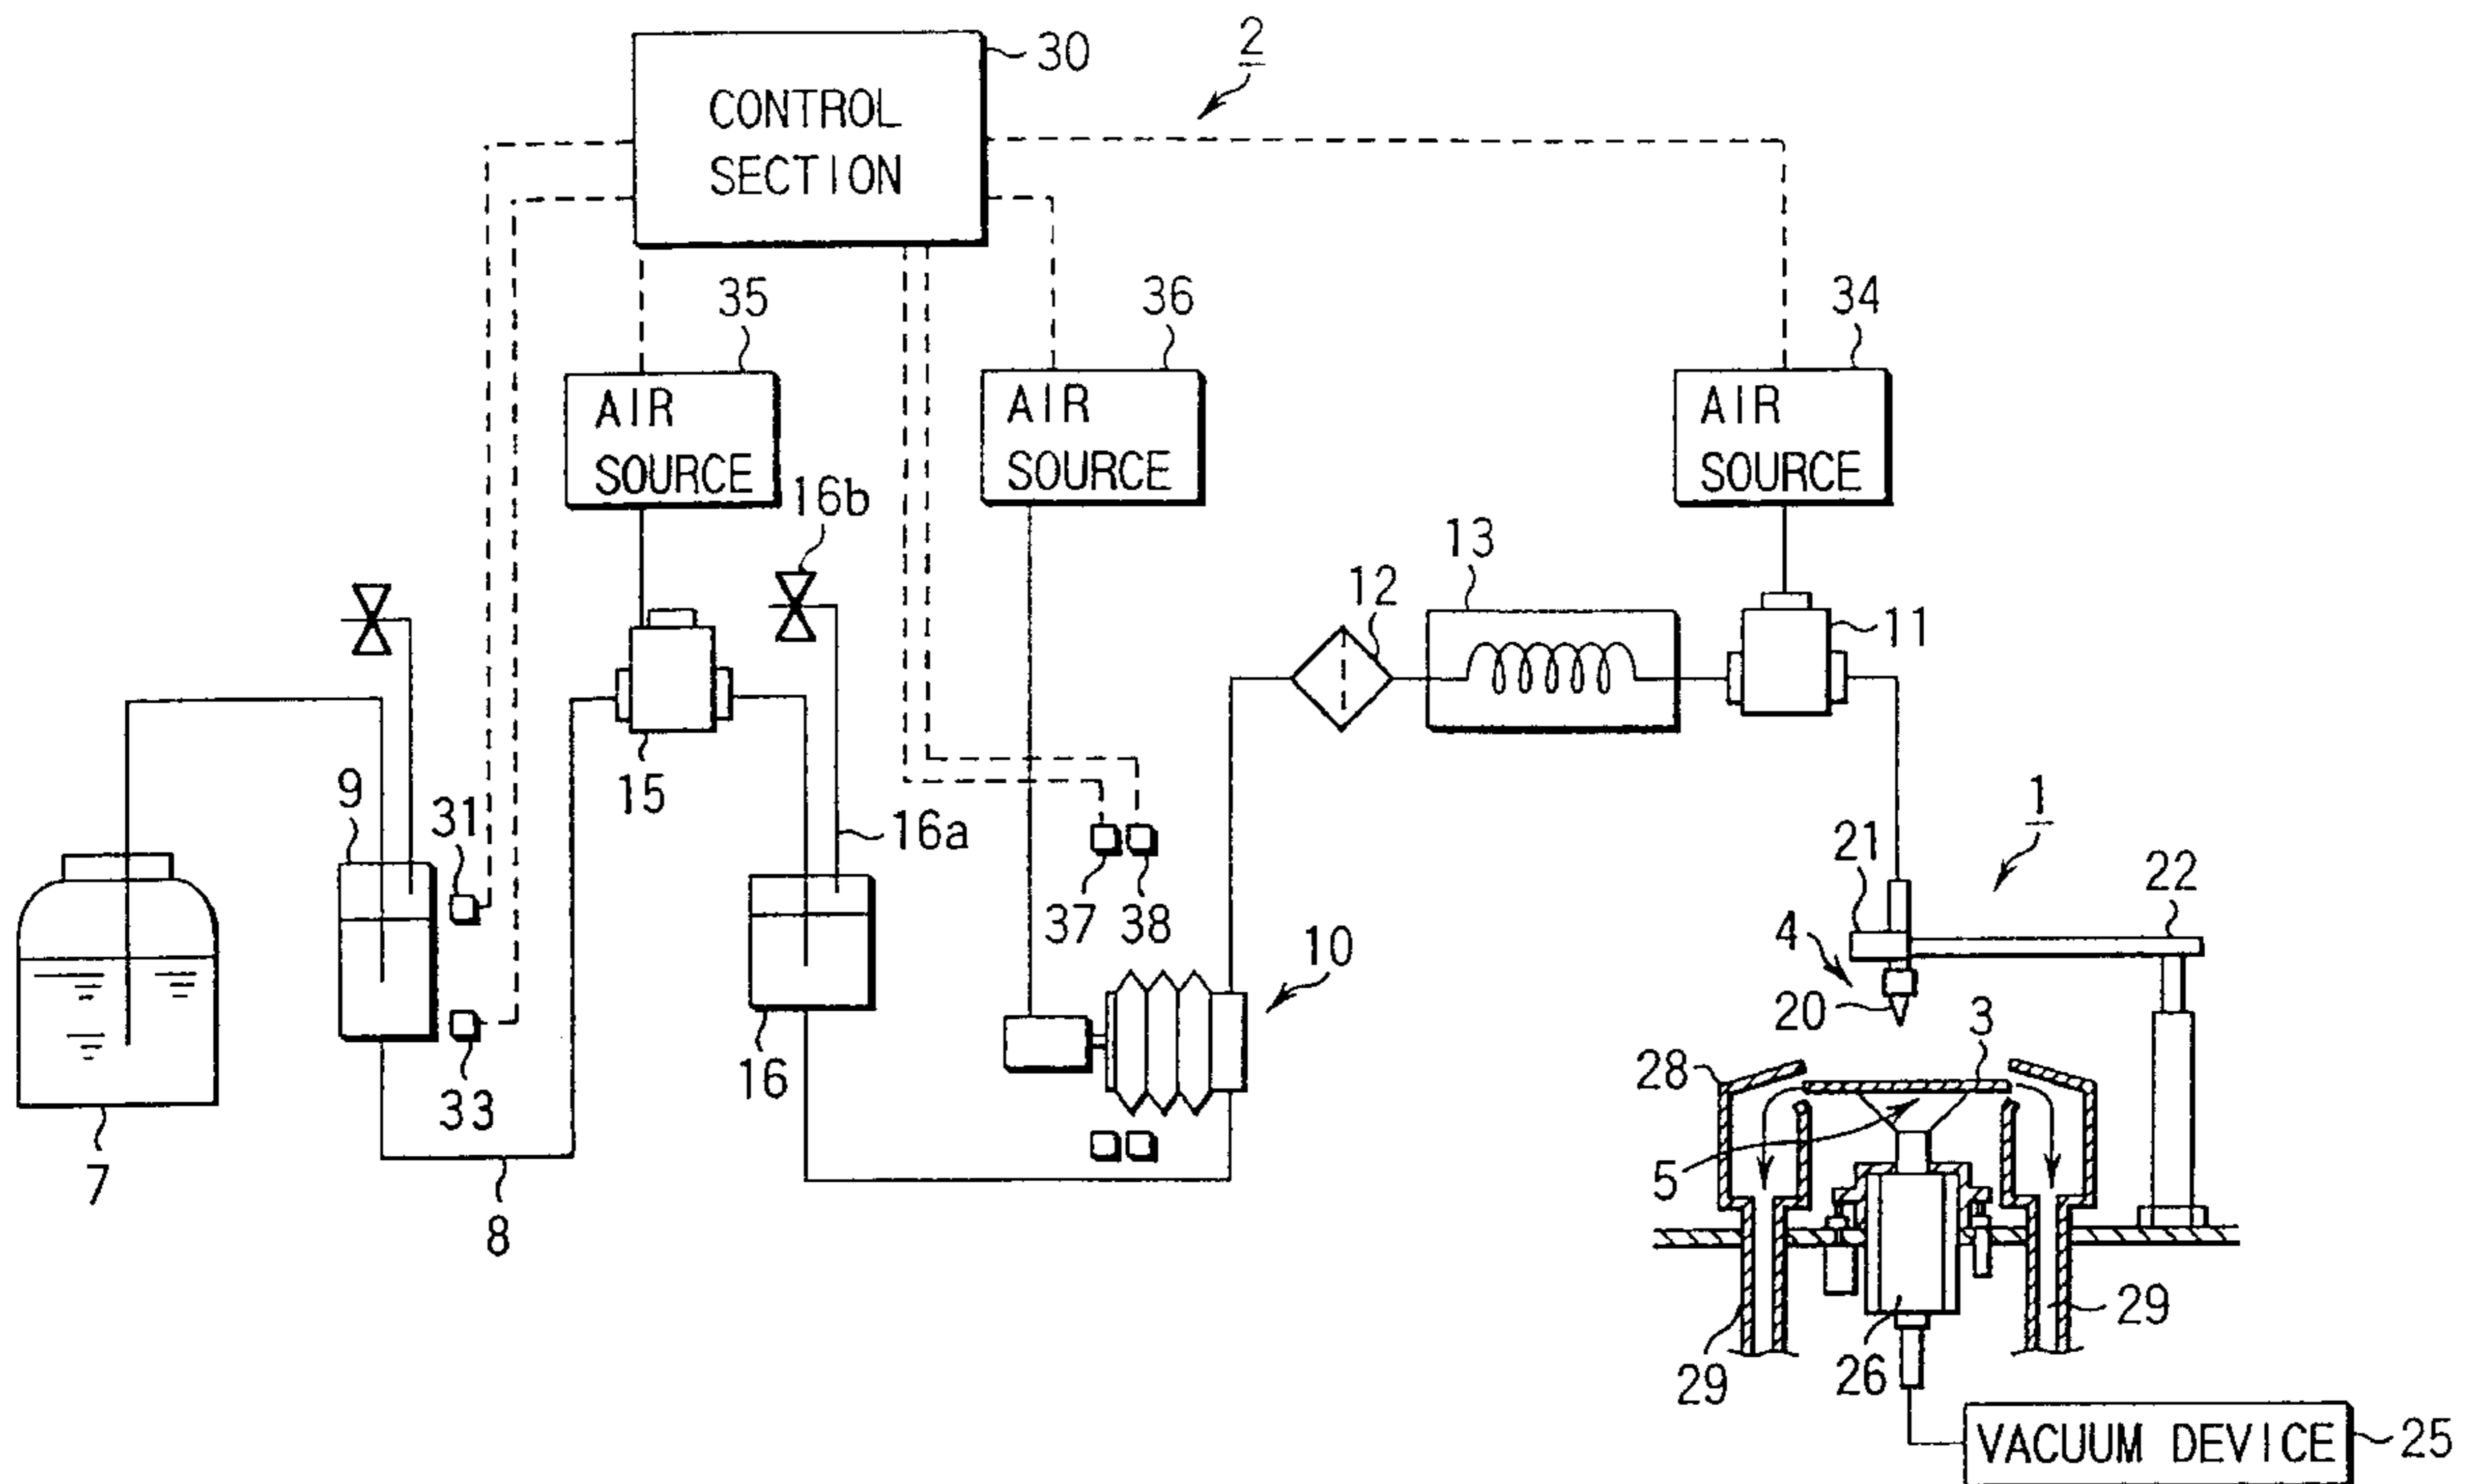 2
30
CONTROL
SECTION
35
36
34
AIR
SOURCE
AIR
SOURCE
AIR
SOURCE
16b
13
12
11
9
31
15
16a
1
21
22
37
38
4
10
20
3
33
16
28
7
5
8
29
26
29
VACUUM DEVICE
25